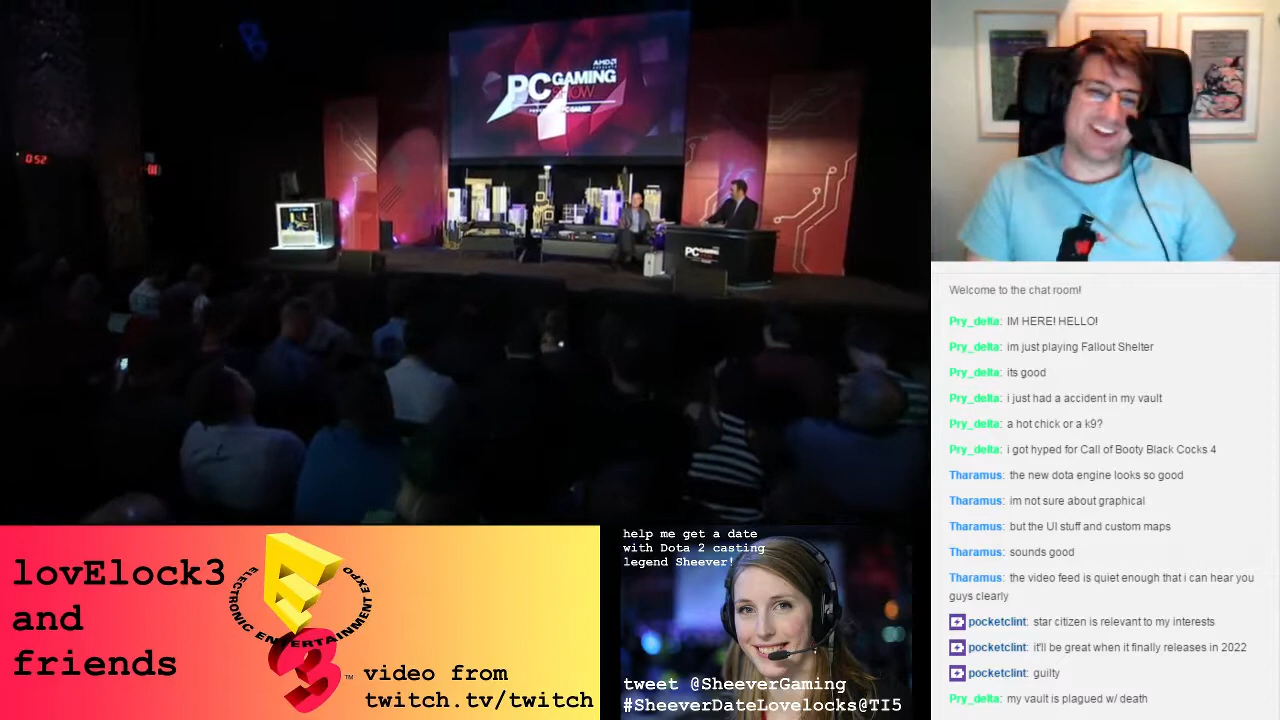 0:52
AMD
PRESENTS
PC GAMING
SHOW
PC GAMING
SHOW
Welcome to the chat room!
Pry_delta: IM HERE! HELLO!
Pry_delta: im just playing Fallout Shelter
Pry_delta: its good
Pry_delta: i just had a accident in my vault
Pry_delta: a hot chick or a k9?
Pry_delta: i got hyped for Call of Booty Black Cocks 4
Tharamus: the new dota engine looks so good
Tharamus: im not sure about graphical
Tharamus: but the UI stuff and custom maps
Tharamus: sounds good
Tharamus: the video feed is quiet enough that i can hear you
guys clearly
pocketclint: star citizen is relevant to my interests
pocketclint: it'll be great when it finally releases in 2022
pocketclint: guilty
Pry_delta: my vault is plagued w/ death
lovElock3
and
friends
E3
ELECTRONIC ENTERTAINMENT EXPO
TM
video from
twitch.tv/twitch
help me get a date
with Dota 2 casting
legend Sheever!
tweet @SheeverGaming
#SheeverDateLovelocks@TI5